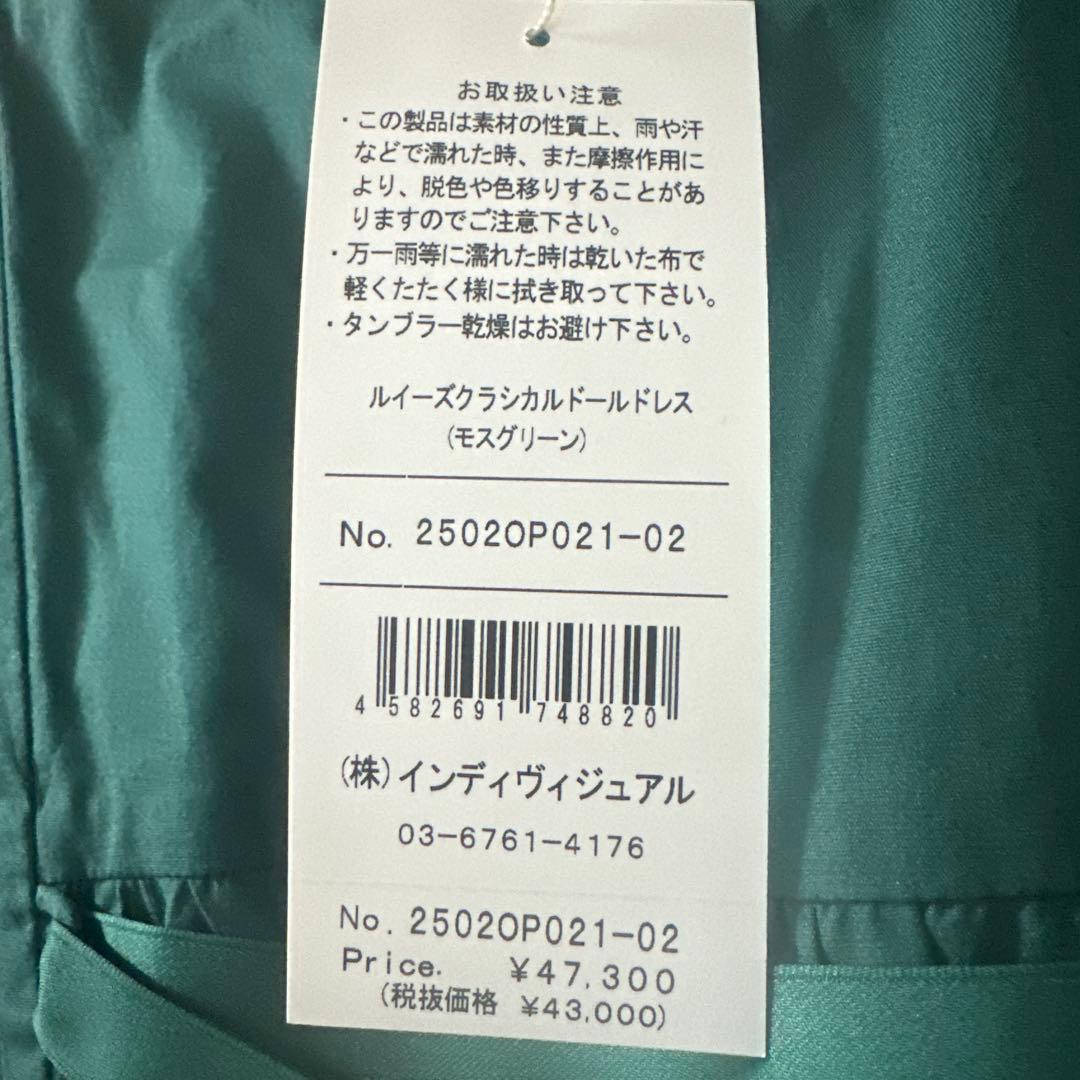 お取扱い注意
・この製品は素材の性質上、雨や汗
などで濡れた時、また摩擦作用に
より、脱色や色移りすることがあ
りますのでご注意下さい。
・万一雨等に濡れた時は乾いた布で
軽くたたく様に拭き取って下さい。
・タンブラー乾燥はお避け下さい。
ルイーズクラシカルドールドレス
(モスグリーン)
No. 2502OP021-02
4 582691 748820
(株)インディヴィジュアル
03-6761-4176
No. 2502OP021-02
Price. ¥47,300
(税抜価格 ¥43,000)